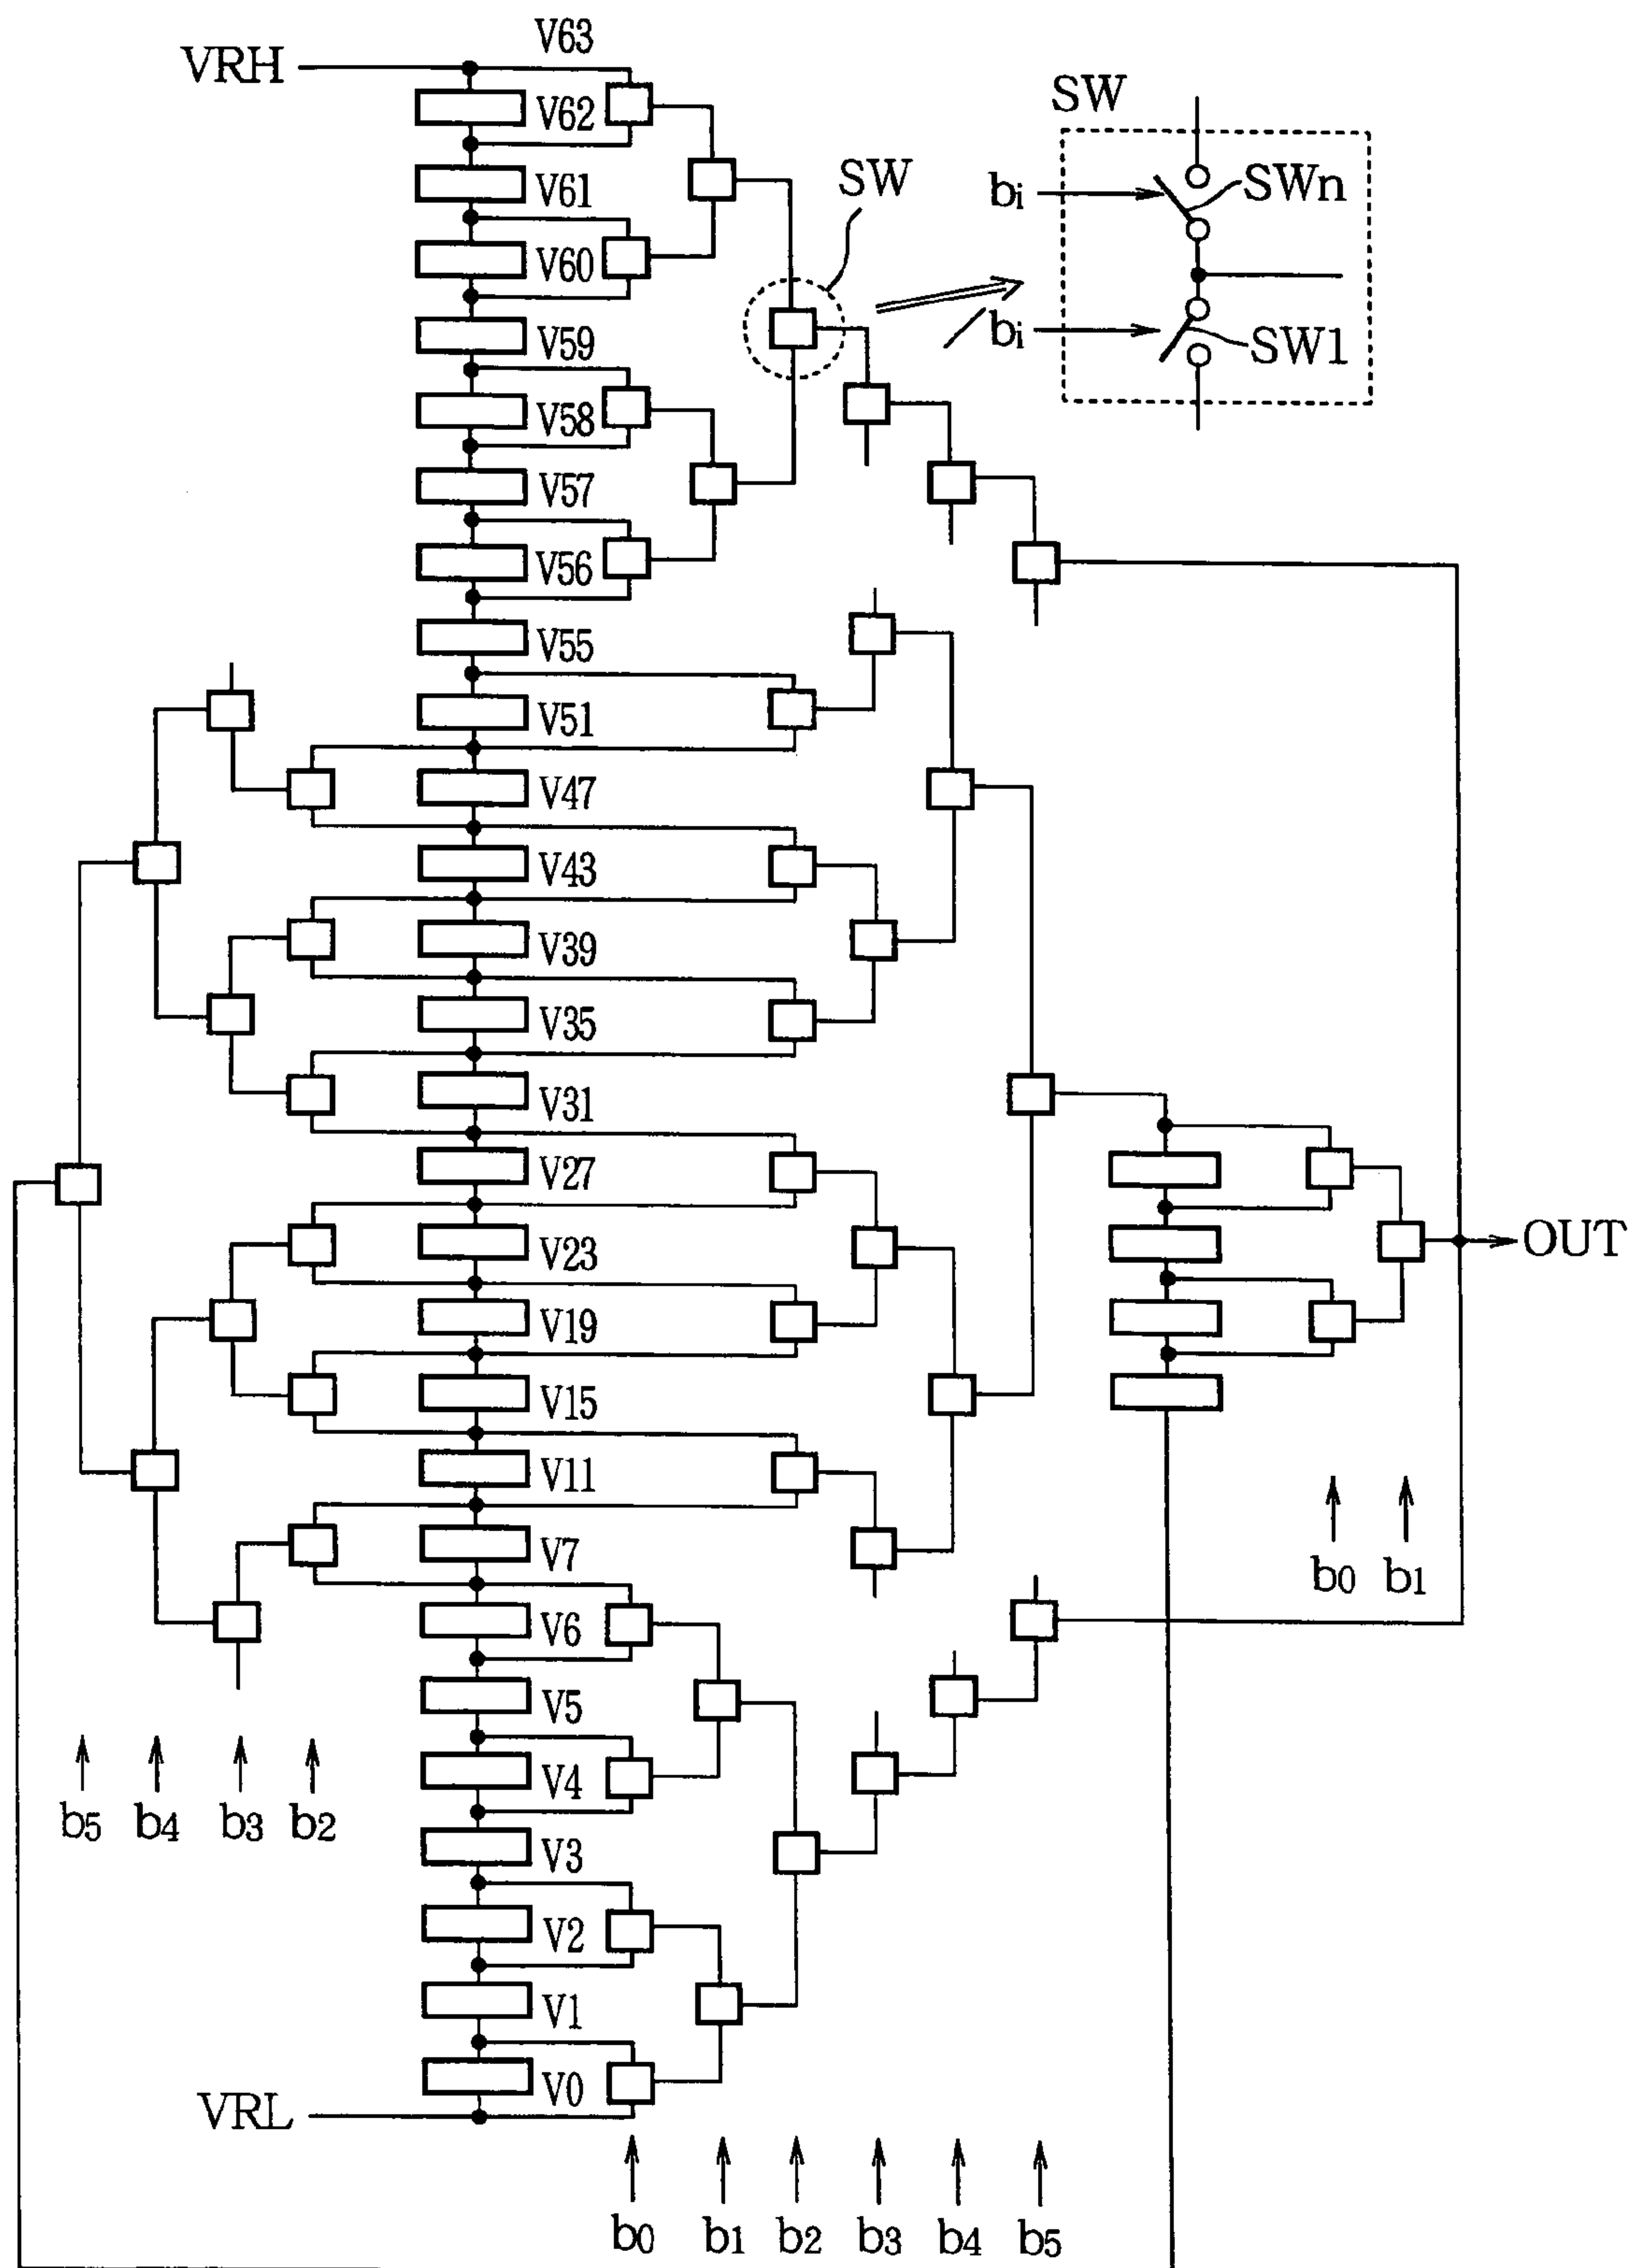 V63
VRH
V62
V61
V60
V59
V58
V57
V56
V55
V51
V47
V43
V39
V35
V31
V27
V23
V19
V15
V11
V7
V6
V5
V4
V3
V2
V1
V0
VRL
SW
SW
bi
SWn
/bi
SW1
OUT
b0 b1
b5 b4 b3 b2
b0 b1 b2 b3 b4 b5